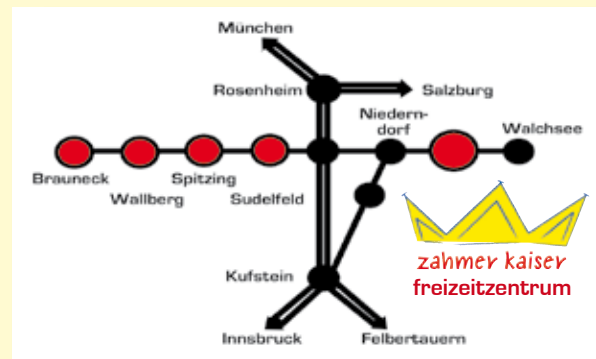 München
Rosenheim
Salzburg
Niedern-
dorf
Walchsee
Brauneck
Wallberg
Spitzing
Sudelfeld
Kufstein
zahmer kaiser
freizeitzentrum
Innsbruck
Felbertauern